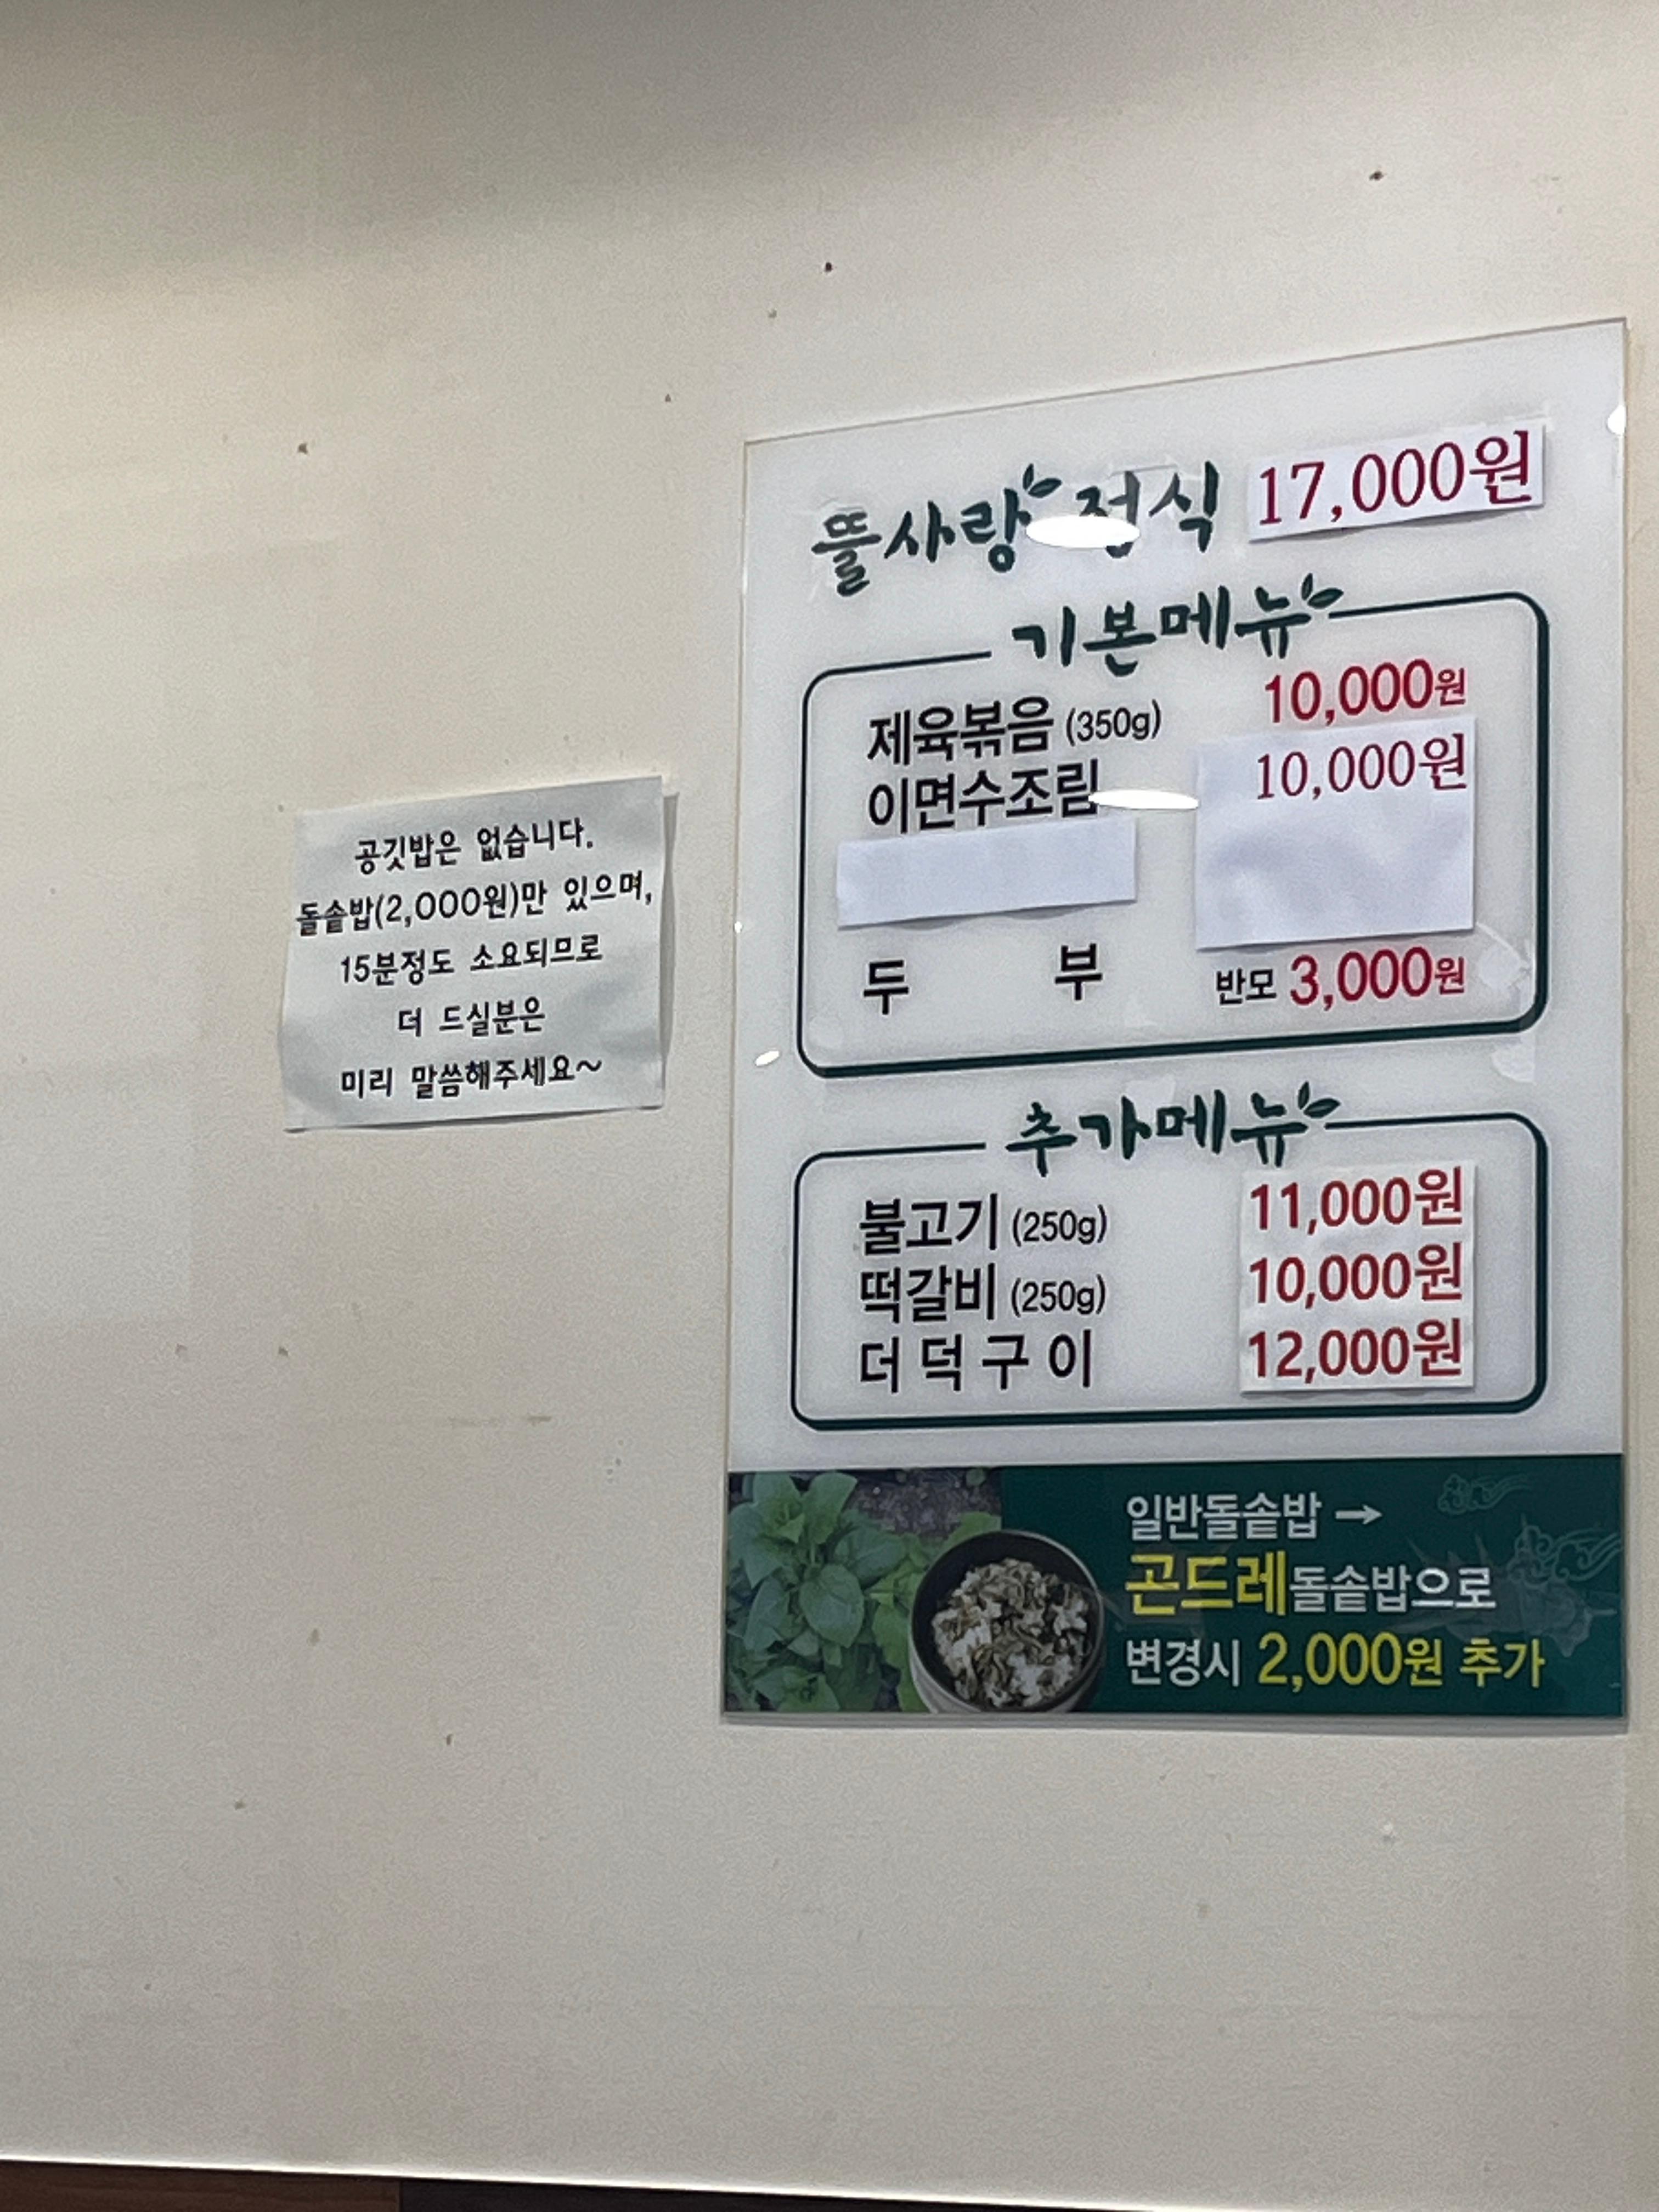 공깃밥은 없습니다.
돌솥밥(2,000원)만 있으며,
15분정도 소요되므로
더 드실분은
미리 말씀해주세요~
뜰사랑 정식 17,000원
기본메뉴
제육볶음 (350g) 10,000원
이면수조림 10,000원
두 부 반모 3,000원
추가메뉴
불고기 (250g) 11,000원
떡갈비 (250g) 10,000원
더덕구이 12,000원
일반돌솥밥 →
곤드레돌솥밥으로
변경시 2,000원 추가